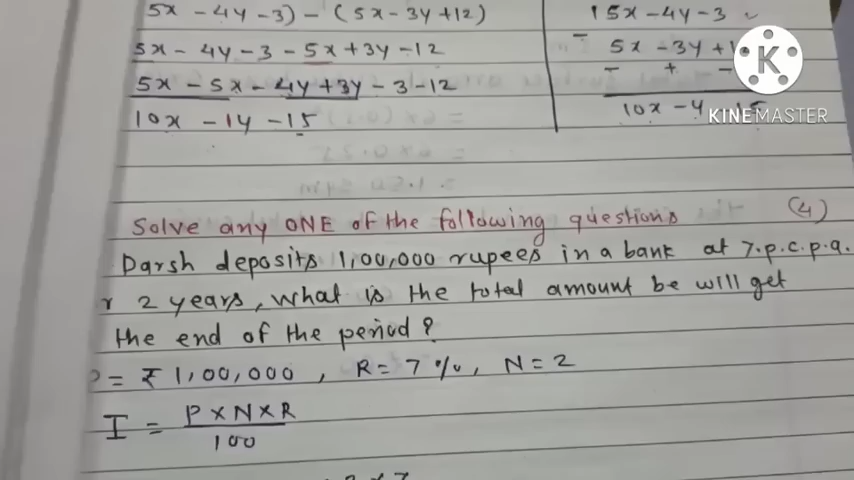 5x - 4y - 3) - (5x - 3y + 12)
5x - 4y - 3 - 5x + 3y - 12
5x - 5x - 4y + 3y - 3 - 12
10x - 1y - 15
15x - 4y - 3
- 5x - 3y + 1
- + -
10x - y 15
K
KINEMASTER
Solve any ONE of the following questions (4)
Darsh deposits 1,00,000 rupees in a bank at 7.p.c.p.a.
r 2 years, what is the total amount be will get
the end of the period?
= ₹ 1,00,000, R = 7 %, N = 2
I = P × N × R
100